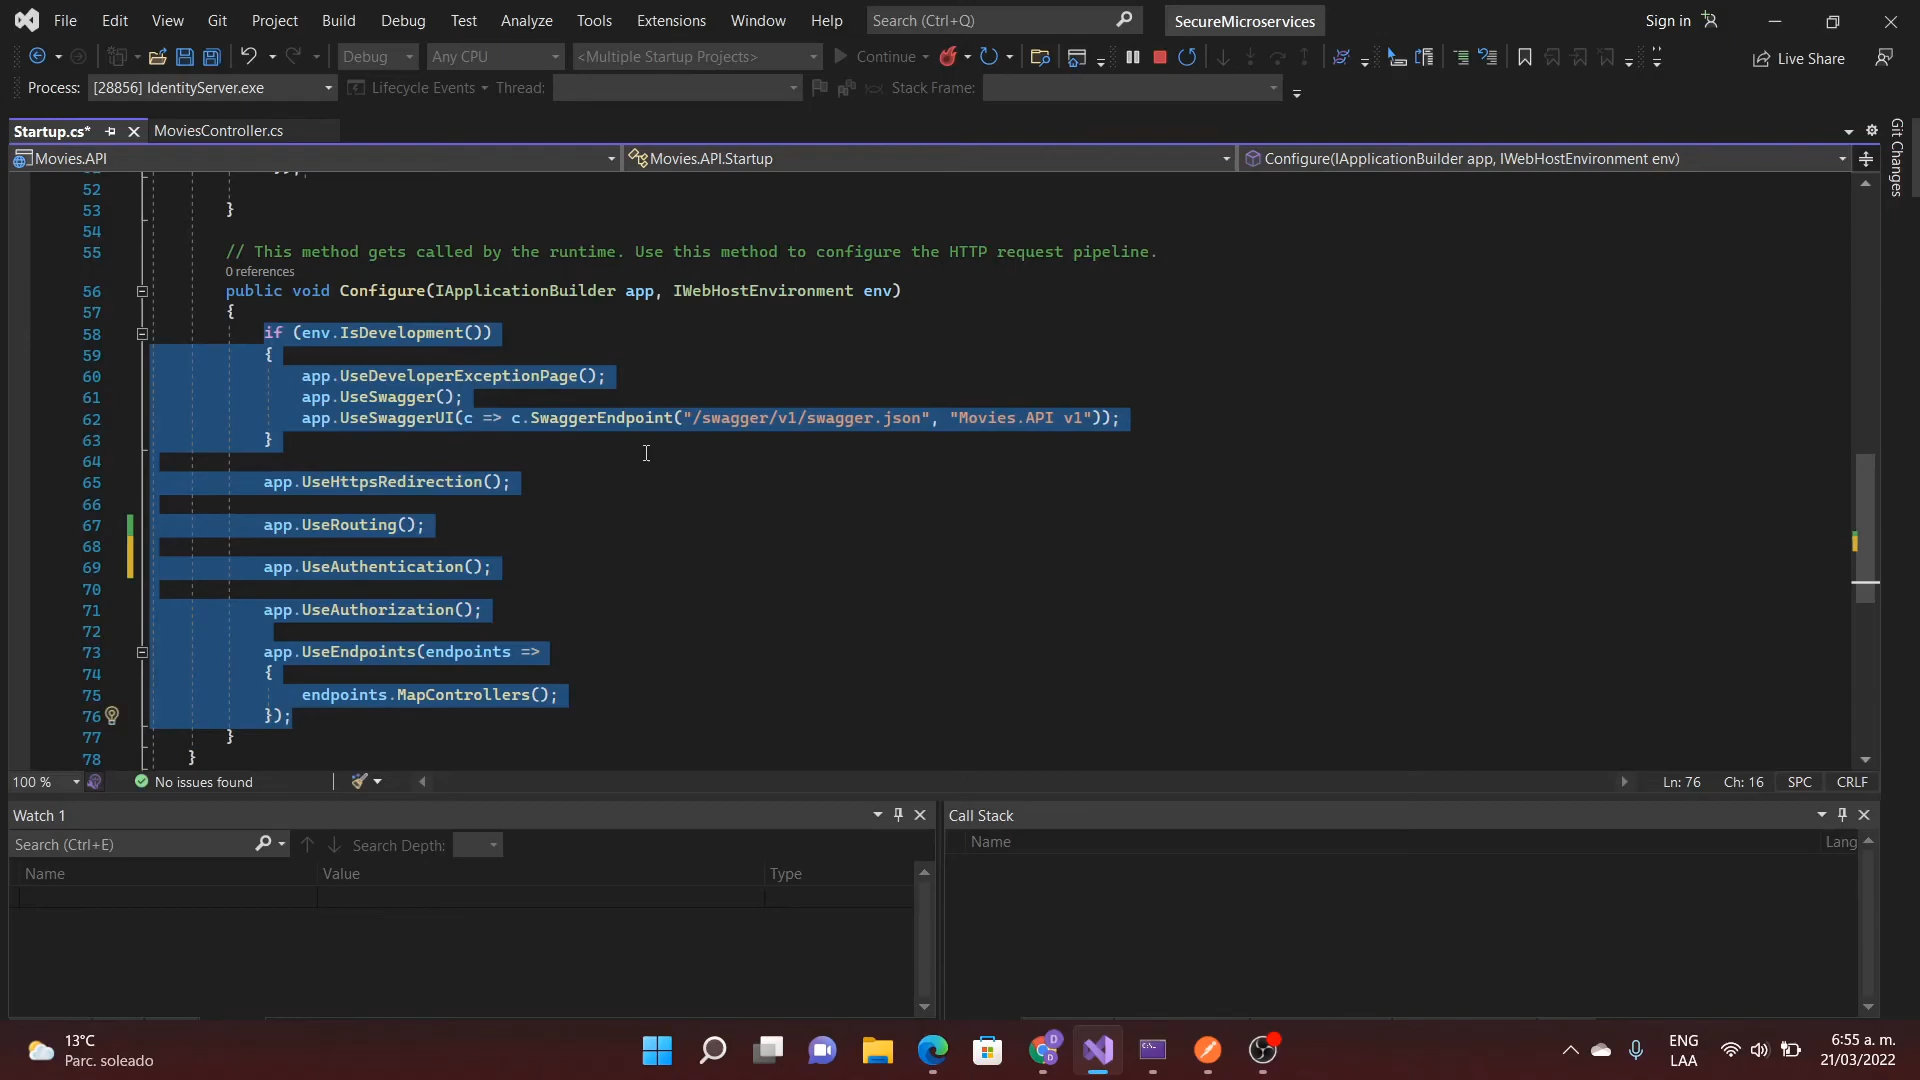 File Edit View Git Project Build Debug Test Analyze Tools Extensions Window Help Search (Ctrl+Q) SecureMicroservices Sign in
Debug Any CPU <Multiple Startup Projects> Continue Live Share
Process: [28856] IdentityServer.exe Lifecycle Events Thread: Stack Frame:
Startup.cs* MoviesController.cs
Movies.API Movies.API.Startup Configure(IApplicationBuilder app, IWebHostEnvironment env)
Git Changes
52
53 }
54
55 // This method gets called by the runtime. Use this method to configure the HTTP request pipeline.
0 references
56 public void Configure(IApplicationBuilder app, IWebHostEnvironment env)
57 {
58 if (env.IsDevelopment())
59 {
60 app.UseDeveloperExceptionPage();
61 app.UseSwagger();
62 app.UseSwaggerUI(c => c.SwaggerEndpoint("/swagger/v1/swagger.json", "Movies.API v1"));
63 }
64
65 app.UseHttpsRedirection();
66
67 app.UseRouting();
68
69 app.UseAuthentication();
70
71 app.UseAuthorization();
72
73 app.UseEndpoints(endpoints =>
74 {
75 endpoints.MapControllers();
76 });
77 }
78 }
100 % No issues found Ln: 76 Ch: 16 SPC CRLF
Watch 1 Call Stack
Search (Ctrl+E) Search Depth: Name Lang
Name Value Type
13°C
Parc. soleado
ENG
LAA
6:55 a. m.
21/03/2022